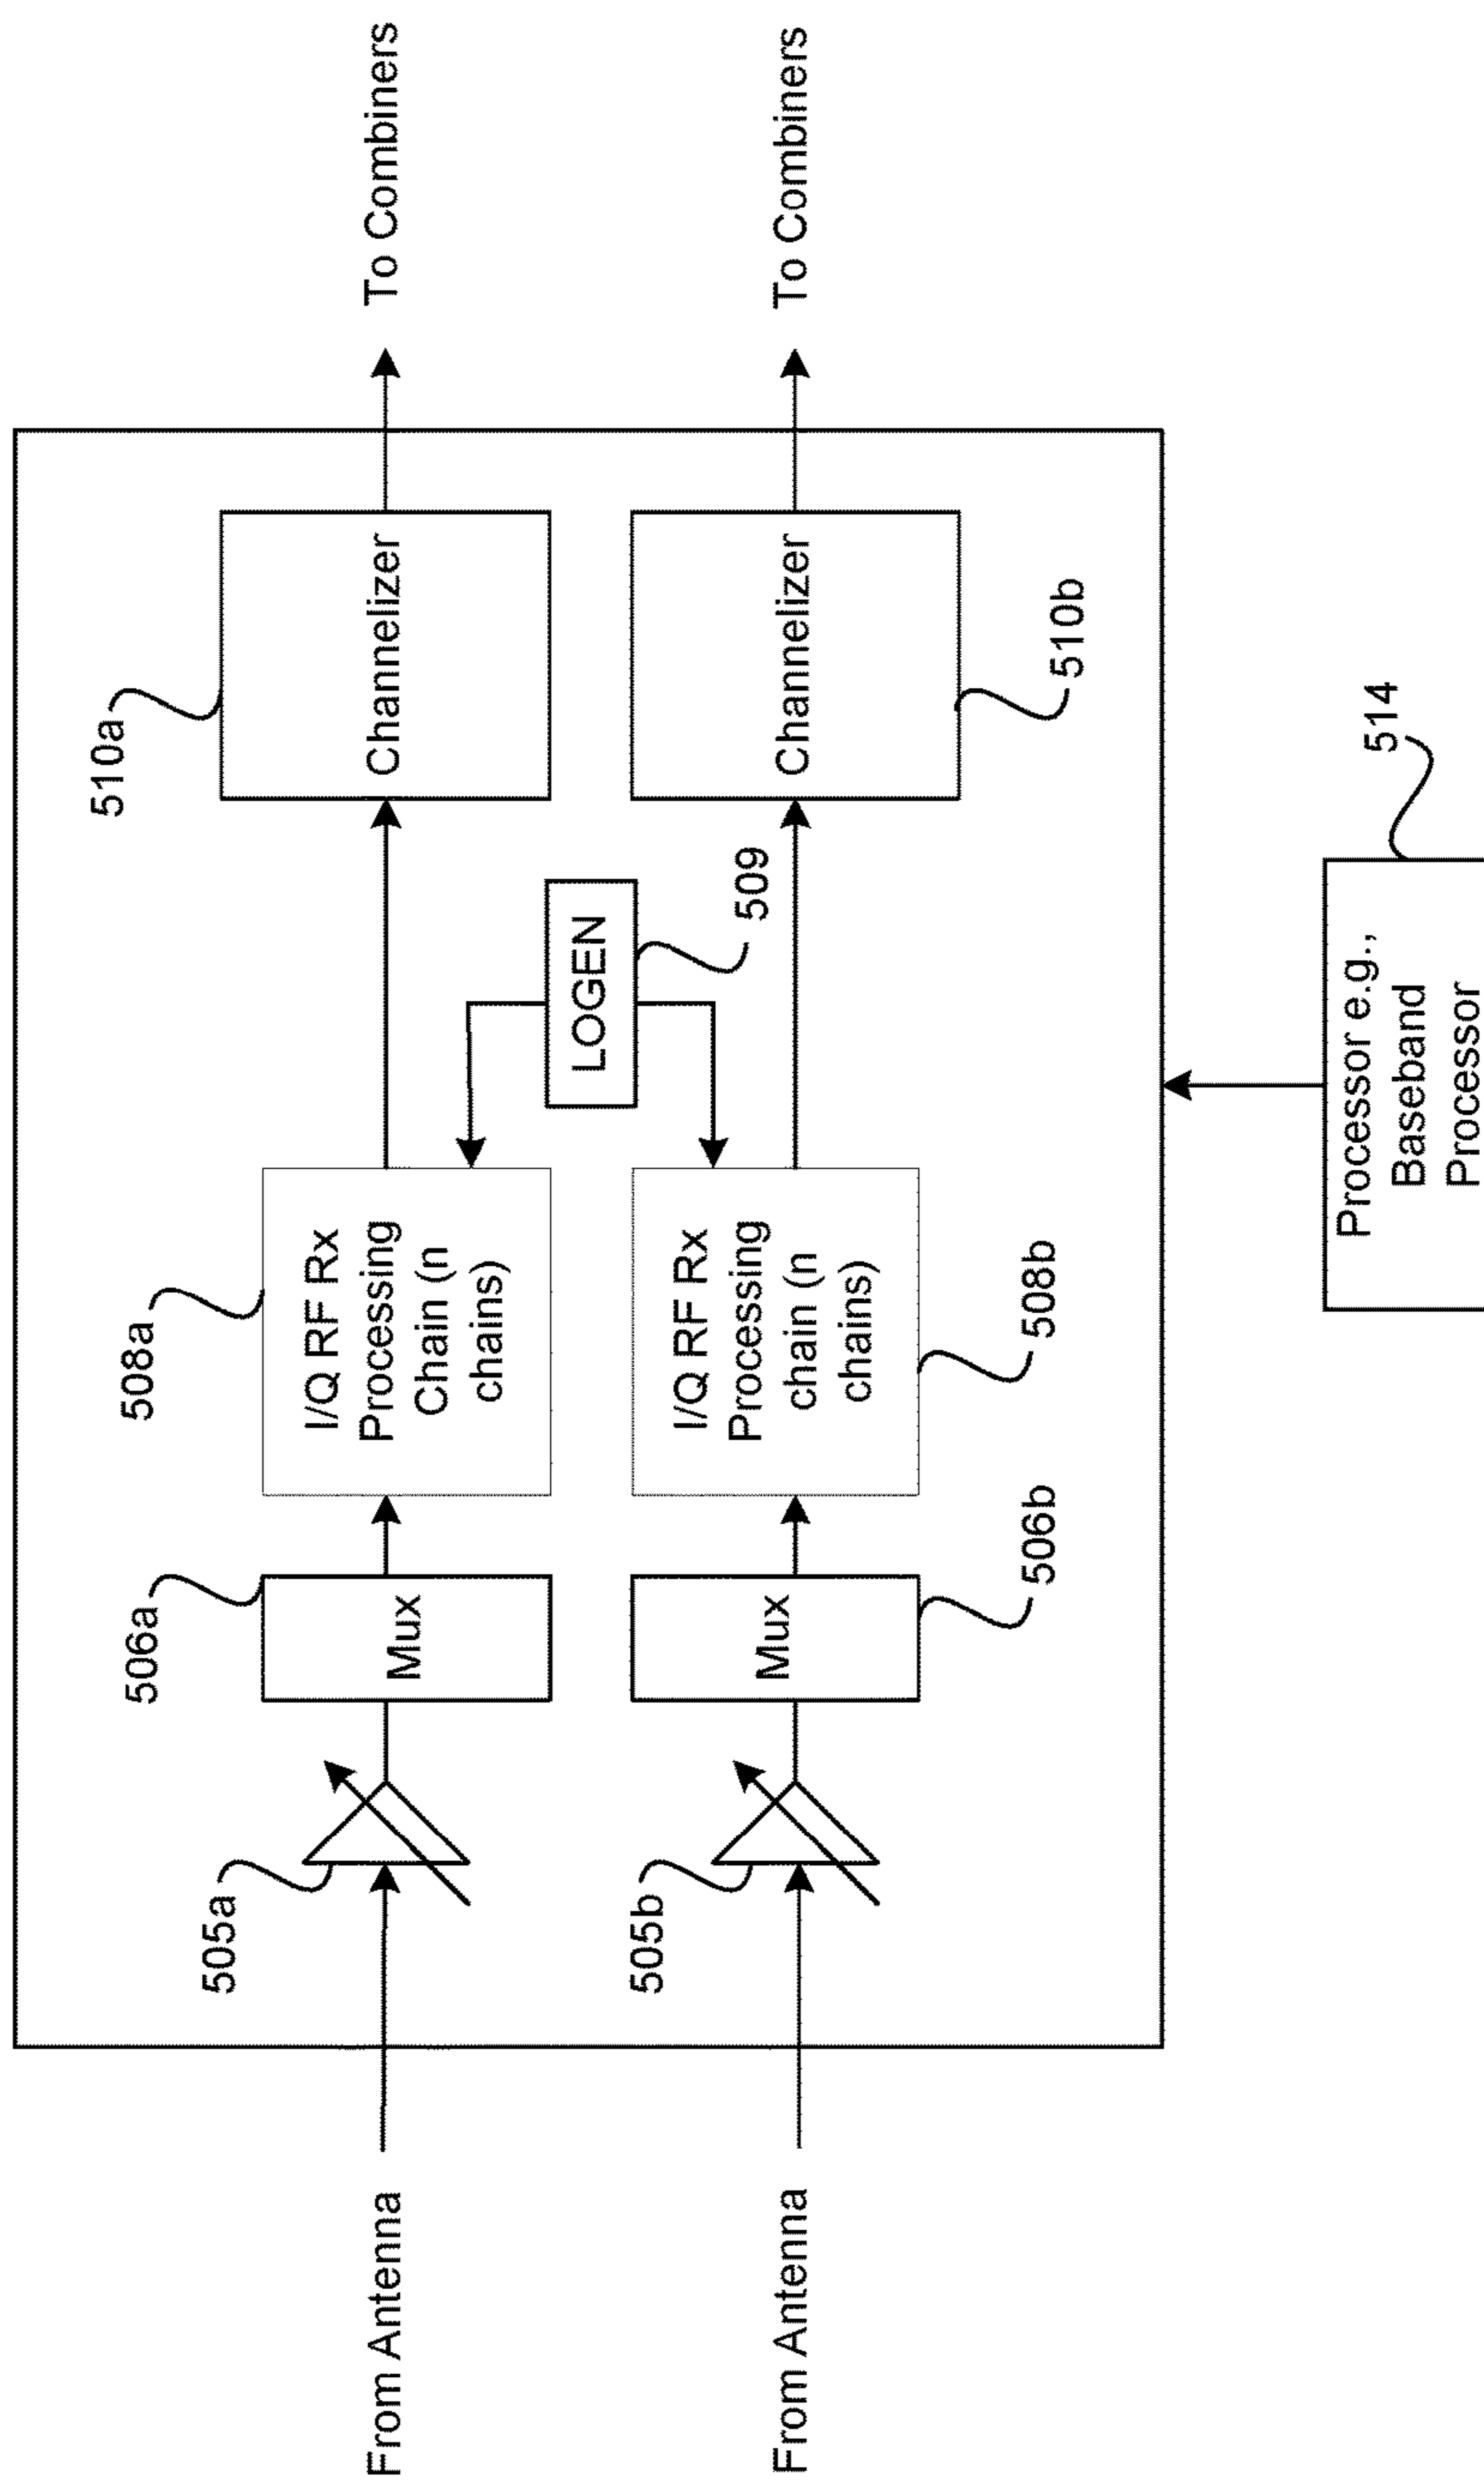 From Antenna
505a
506a
Mux
508a
I/Q RF Rx
Processing
Chain (n
chains)
510a
Channelizer
To Combiners
LOGEN
509
From Antenna
505b
Mux
506b
I/Q RF Rx
Processing
chain (n
chains)
508b
Channelizer
510b
To Combiners
Processor e.g.,
Baseband
Processor
514